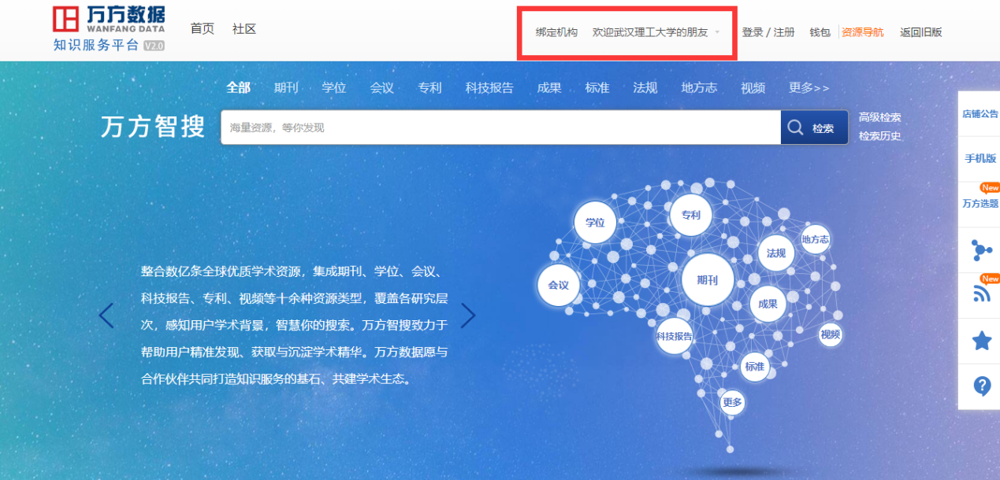 万方数据
WANFANG DATA
知识服务平台 V2.0
首页 社区
绑定机构 欢迎武汉理工大学的朋友 登录 / 注册 钱包 资源导航 返回旧版
全部 期刊 学位 会议 专利 科技报告 成果 标准 法规 地方志 视频 更多>>
万方智搜
海量资源，等你发现
检索
高级检索
检索历史
店铺公告
手机版
New
万方选题
New
整合数亿条全球优质学术资源，集成期刊、学位、会议、
科技报告、专利、视频等十余种资源类型，覆盖各研究层
次，感知用户学术背景，智慧你的搜索。万方智搜致力于
帮助用户精准发现、获取与沉淀学术精华。万方数据愿与
合作伙伴共同打造知识服务的基石、共建学术生态。
学位
专利
地方志
法规
会议
期刊
成果
科技报告
视频
标准
更多